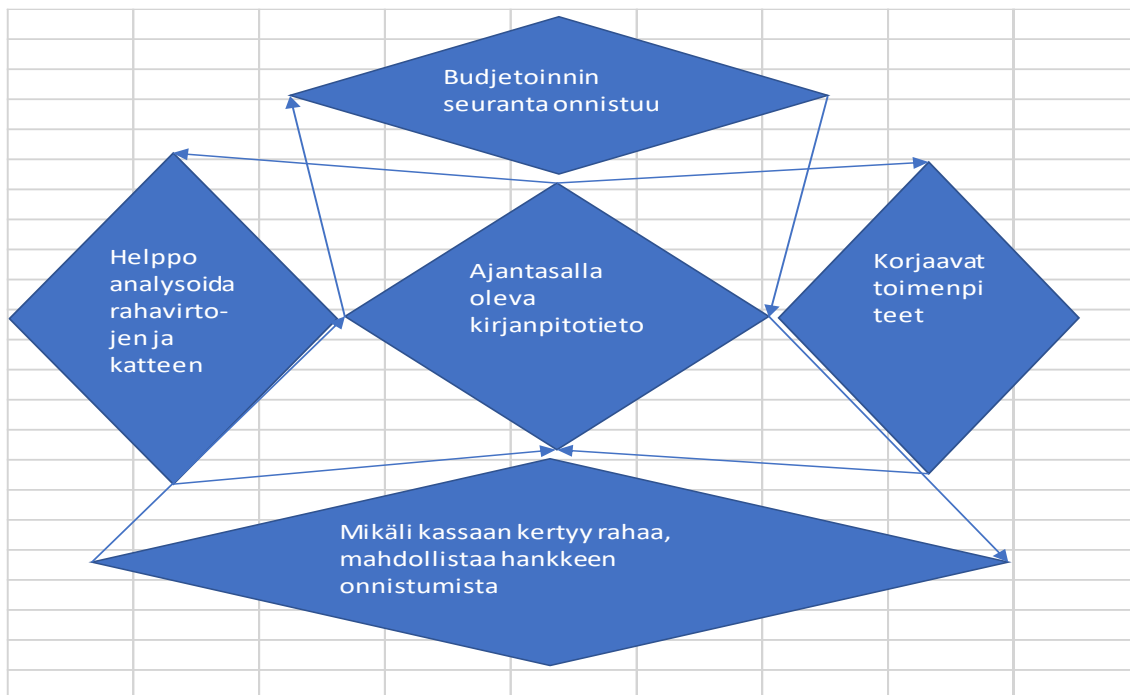 Budjetoinnin
seuranta onnistuu
Helppo
analysoida
rahavirto-
jen ja
katteen
Ajantasalla
oleva
kirjanpitotieto
Korjaavat
toimenpi
teet
Mikäli kassaan kertyy rahaa,
mahdollistaa hankkeen
onnistumista